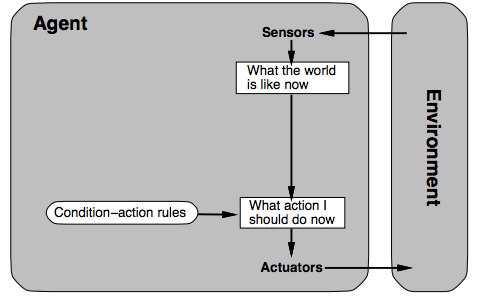 Agent
Sensors
What the world
is like now
Condition−action rules
What action I
should do now
Actuators
Environment